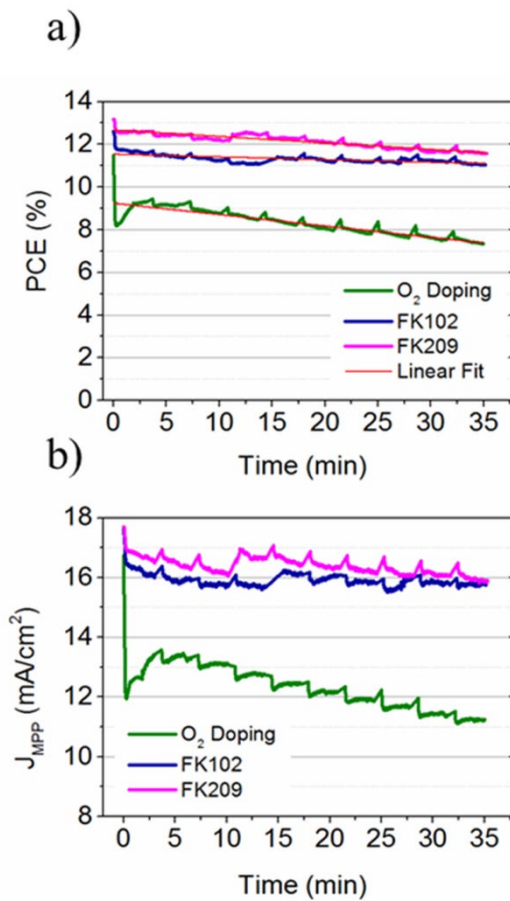 a)
14
12
10
8
6
4
2
0
PCE (%)
O₂ Doping
FK102
FK209
Linear Fit
0 5 10 15 20 25 30 35
Time (min)
b)
18
16
14
12
10
8
J_MPP (mA/cm²)
O₂ Doping
FK102
FK209
0 5 10 15 20 25 30 35
Time (min)